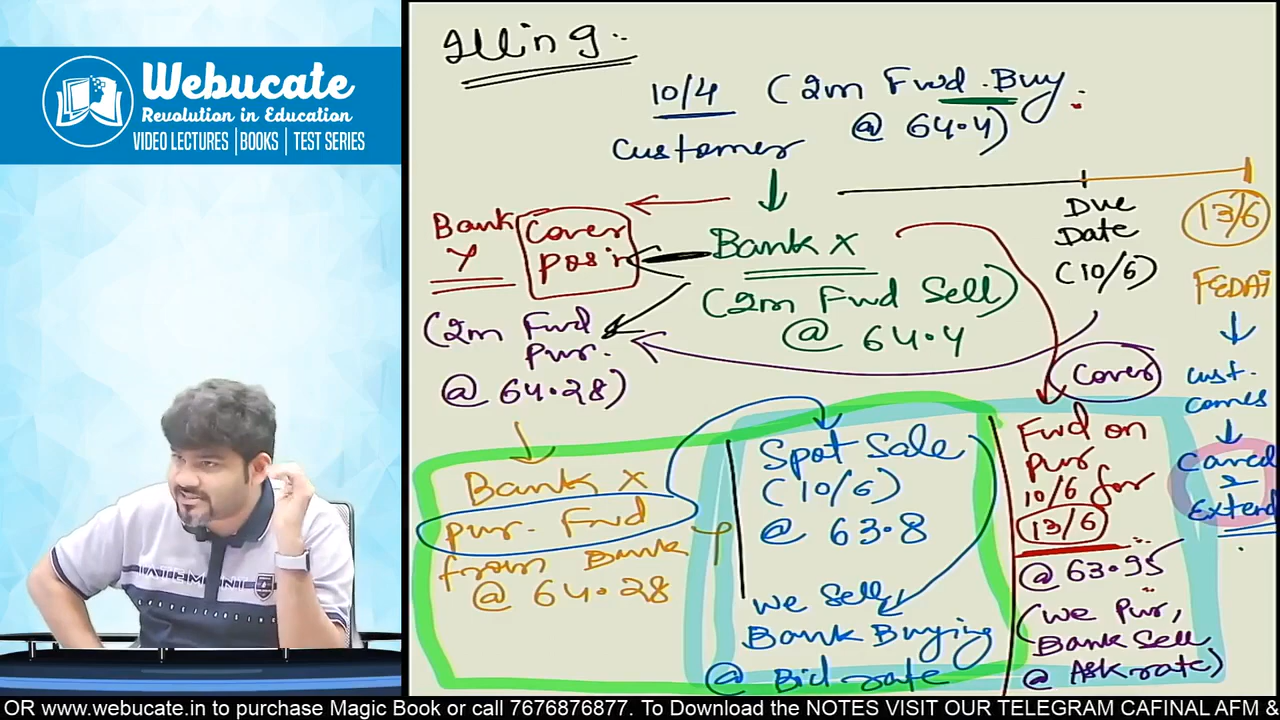 Webucate
Revolution in Education
VIDEO LECTURES | BOOKS | TEST SERIES
10/4 (2m Fwd. Buy
@ 64.4)
Customer
Bank X
(2m Fwd Sell)
@ 64.4
Bank
Y
Cover
posi'n
(2m Fwd
pur.
@ 64.28)
Due
Date
(10/6)
13/6
FEDAI
Cust.
comes
Cancel
Extend
Cover
Bank X
pur. Fwd
from Bank Y
@ 64.28
Spot Sale
(10/6)
@ 63.8
we Sell,
Bank Buying
@ Bid rate
Fwd on
pur
10/6 for
13/6
@ 63.95
(we Pur,
Bank Sell
@ Ask rate)
OR www.webucate.in to purchase Magic Book or call 7676876877. To Download the NOTES VISIT OUR TELEGRAM CAFINAL AFM &